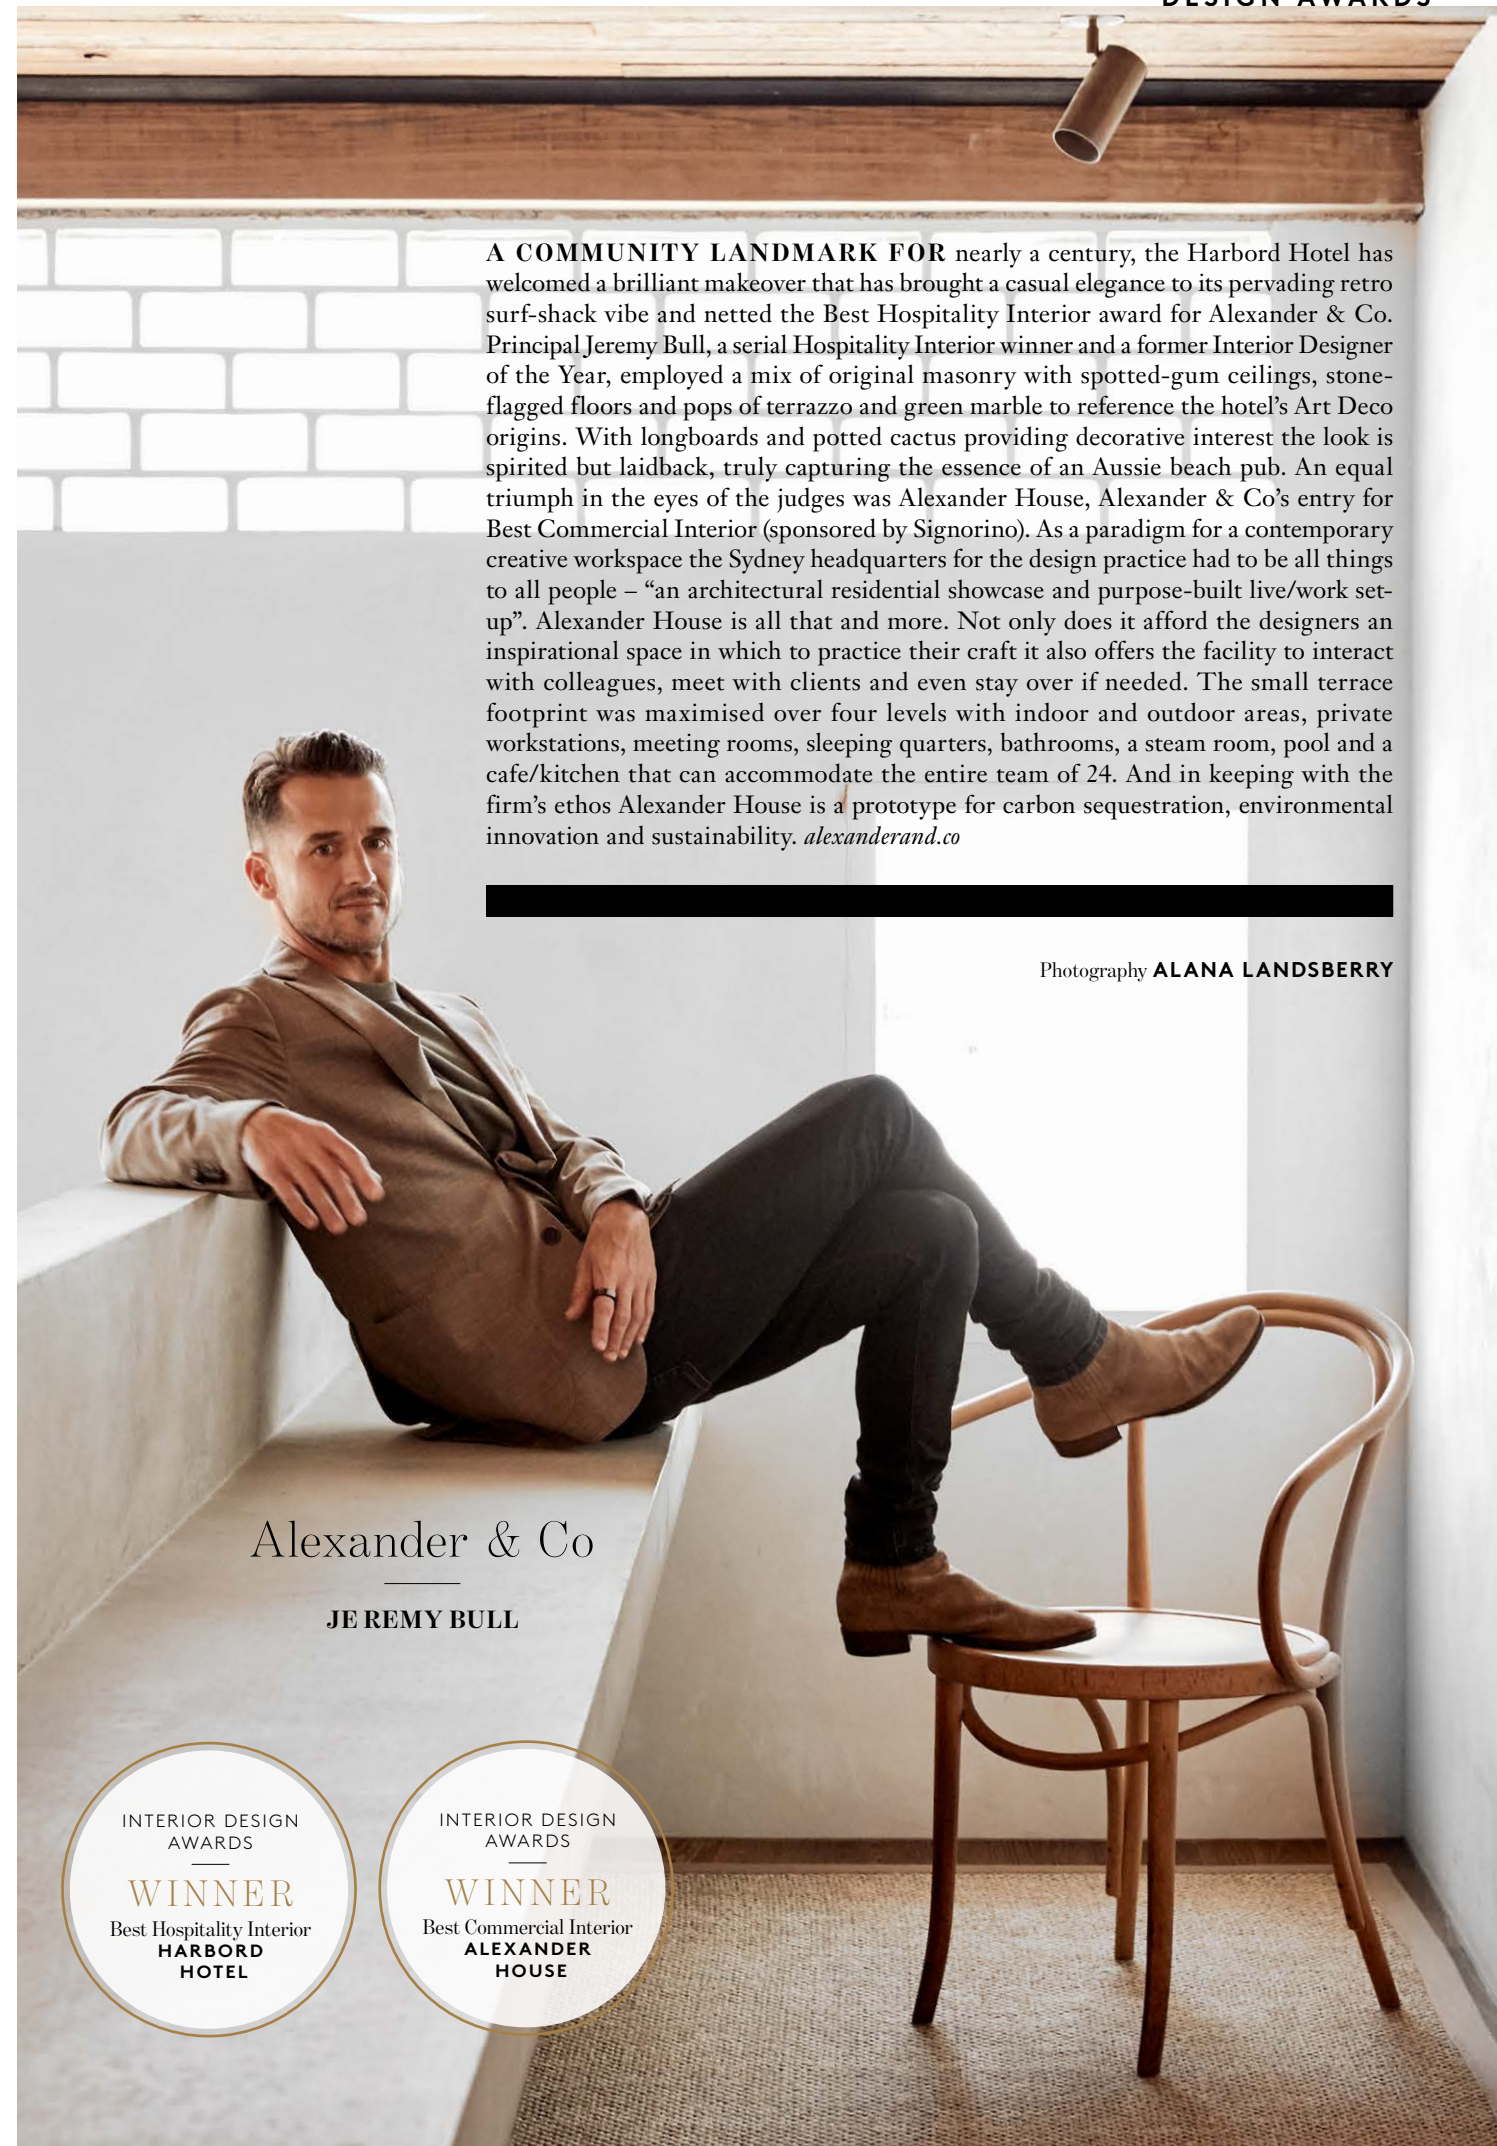 DESIGN AWARDS
A COMMUNITY LANDMARK FOR nearly a century, the Harbord Hotel has
welcomed a brilliant makeover that has brought a casual elegance to its pervading retro
surf-shack vibe and netted the Best Hospitality Interior award for Alexander & Co.
Principal Jeremy Bull, a serial Hospitality Interior winner and a former Interior Designer
of the Year, employed a mix of original masonry with spotted-gum ceilings, stone-
flagged floors and pops of terrazzo and green marble to reference the hotel’s Art Deco
origins. With longboards and potted cactus providing decorative interest the look is
spirited but laidback, truly capturing the essence of an Aussie beach pub. An equal
triumph in the eyes of the judges was Alexander House, Alexander & Co’s entry for
Best Commercial Interior (sponsored by Signorino). As a paradigm for a contemporary
creative workspace the Sydney headquarters for the design practice had to be all things
to all people – “an architectural residential showcase and purpose-built live/work set-
up”. Alexander House is all that and more. Not only does it afford the designers an
inspirational space in which to practice their craft it also offers the facility to interact
with colleagues, meet with clients and even stay over if needed. The small terrace
footprint was maximised over four levels with indoor and outdoor areas, private
workstations, meeting rooms, sleeping quarters, bathrooms, a steam room, pool and a
cafe/kitchen that can accommodate the entire team of 24. And in keeping with the
firm’s ethos Alexander House is a prototype for carbon sequestration, environmental
innovation and sustainability. alexanderand.co
Photography ALANA LANDSBERRY
Alexander & Co
JEREMY BULL
INTERIOR DESIGN
AWARDS
WINNER
Best Hospitality Interior
HARBORD
HOTEL
INTERIOR DESIGN
AWARDS
WINNER
Best Commercial Interior
ALEXANDER
HOUSE